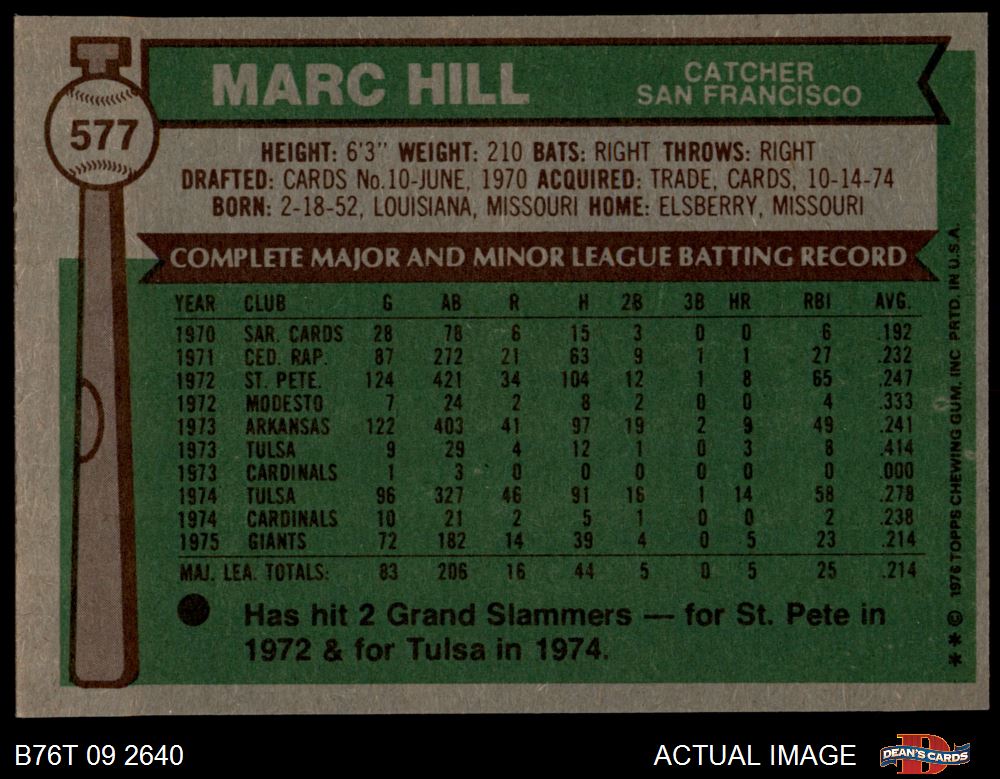 MARC HILL
CATCHER
SAN FRANCISCO
577
HEIGHT: 6'3" WEIGHT: 210 BATS: RIGHT THROWS: RIGHT
DRAFTED: CARDS No.10-JUNE, 1970 ACQUIRED: TRADE, CARDS, 10-14-74
BORN: 2-18-52, LOUISIANA, MISSOURI HOME: ELSBERRY, MISSOURI
COMPLETE MAJOR AND MINOR LEAGUE BATTING RECORD
YEAR CLUB G AB R H 2B 3B HR RBI AVG.
1970 SAR. CARDS 28 78 6 15 3 0 0 6 .192
1971 CED. RAP. 87 272 21 63 9 1 1 27 .232
1972 ST. PETE. 124 421 34 104 12 1 8 65 .247
1972 MODESTO 7 24 2 8 2 0 0 4 .333
1973 ARKANSAS 122 403 41 97 19 2 9 49 .241
1973 TULSA 9 29 4 12 1 0 3 8 .414
1973 CARDINALS 1 3 0 0 0 0 0 0 .000
1974 TULSA 96 327 46 91 16 1 14 58 .278
1974 CARDINALS 10 21 2 5 1 0 0 2 .238
1975 GIANTS 72 182 14 39 4 0 5 23 .214
MAJ. LEA. TOTALS: 83 206 16 44 5 0 5 25 .214
Has hit 2 Grand Slammers — for St. Pete in
1972 & for Tulsa in 1974.
* * © 1976 TOPPS CHEWING GUM, INC PRTD. IN U.S.A.
B76T 09 2640
ACTUAL IMAGE
DEAN'S CARDS